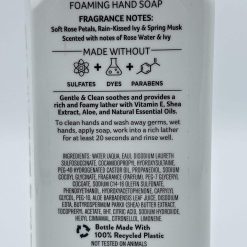 FOAMING HAND SOAP
FRAGRANCE NOTES:
Soft Rose Petals, Rain-Kissed Ivy & Spring Musk
Scented with notes of Rose Water & Ivy
MADE WITHOUT
SULFATES DYES PARABENS
Gentle & Clean soothes and provides a
rich and foamy lather with Vitamin E, Shea
Extract, Aloe, and Natural Essential Oils.
To clean hands and wash away germs, wet
hands, apply soap, work into a rich lather
for at least 20 seconds and rinse well.
INGREDIENTS: WATER (AQUA, EAU), DISODIUM LAURETH
SULFOSUCCINATE, COCAMIDOPROPYL HYDROXYSULTAINE,
PEG-40 HYDROGENATED CASTOR OIL, PROPANEDIOL, SODIUM
COCOYL GLYCINATE, FRAGRANCE (PARFUM), PEG-7 GLYCERYL
COCOATE, SODIUM C14-16 OLEFIN SULFONATE,
PHENOXYETHANOL, HYDROXYACETOPHENONE, CAPRYLYL
GLYCOL, ALOE BARBADENSIS LEAF JUICE, DISODIUM
EDTA, BUTYROSPERMUM PARKII (SHEA) BUTTER EXTRACT,
TOCOPHERYL ACETATE, BHT, CITRIC ACID, SODIUM HYDROXIDE,
HEXYL CINNAMAL, CITRONELLOL, LIMONENE.
Bottle Made With
100% Recycled Plastic
NOT TESTED ON ANIMALS